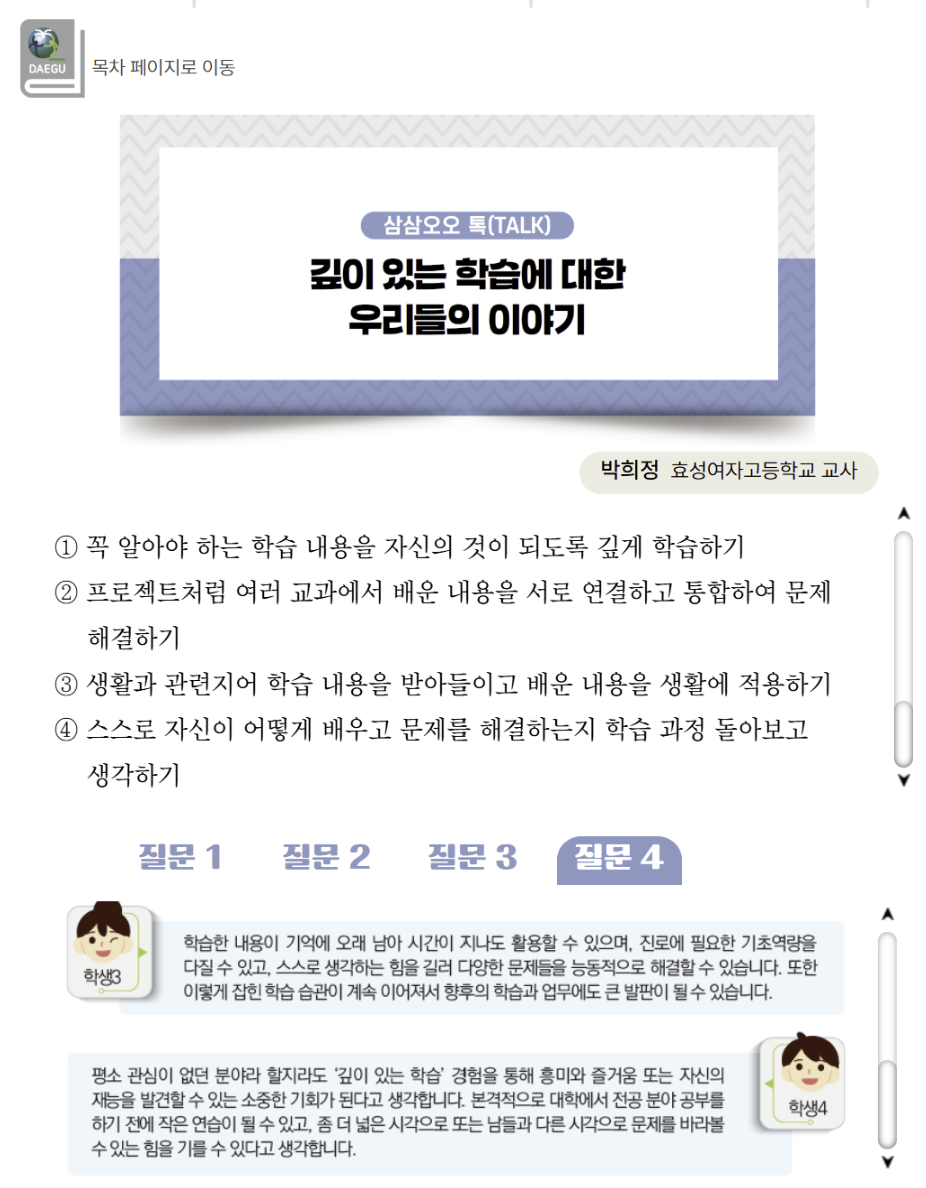 DAEGU
목차 페이지로 이동
삼삼오오 톡(TALK)
깊이 있는 학습에 대한
우리들의 이야기
박희정 효성여자고등학교 교사
① 꼭 알아야 하는 학습 내용을 자신의 것이 되도록 깊게 학습하기
② 프로젝트처럼 여러 교과에서 배운 내용을 서로 연결하고 통합하여 문제
해결하기
③ 생활과 관련지어 학습 내용을 받아들이고 배운 내용을 생활에 적용하기
④ 스스로 자신이 어떻게 배우고 문제를 해결하는지 학습 과정 돌아보고
생각하기
질문 1 질문 2 질문 3 질문 4
학생3
학습한 내용이 기억에 오래 남아 시간이 지나도 활용할 수 있으며, 진로에 필요한 기초역량을
다질 수 있고, 스스로 생각하는 힘을 길러 다양한 문제들을 능동적으로 해결할 수 있습니다. 또한
이렇게 잡힌 학습 습관이 계속 이어져서 향후의 학습과 업무에도 큰 발판이 될 수 있습니다.
평소 관심이 없던 분야라 할지라도 ‘깊이 있는 학습’ 경험을 통해 흥미와 즐거움 또는 자신의
재능을 발견할 수 있는 소중한 기회가 된다고 생각합니다. 본격적으로 대학에서 전공 분야 공부를
하기 전에 작은 연습이 될 수 있고, 좀 더 넓은 시각으로 또는 남들과 다른 시각으로 문제를 바라볼
수 있는 힘을 기를 수 있다고 생각합니다.
학생4